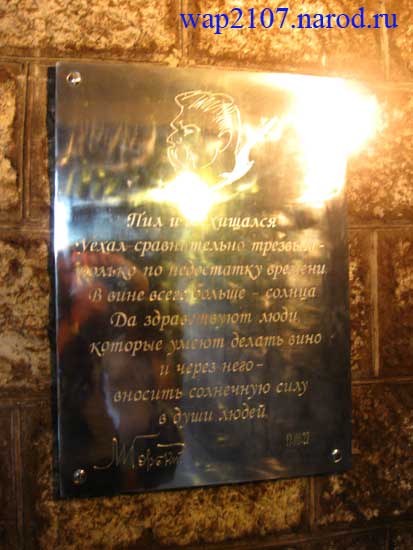 wap2107.narod.ru
Пил и
Уехал сравнительно трезвым -
только по недостатку времени.
В вине всего больше - солнца
Да здравствуют люди,
которые умеют делать вино
и через него -
вносить солнечную силу
в души людей
М Горький